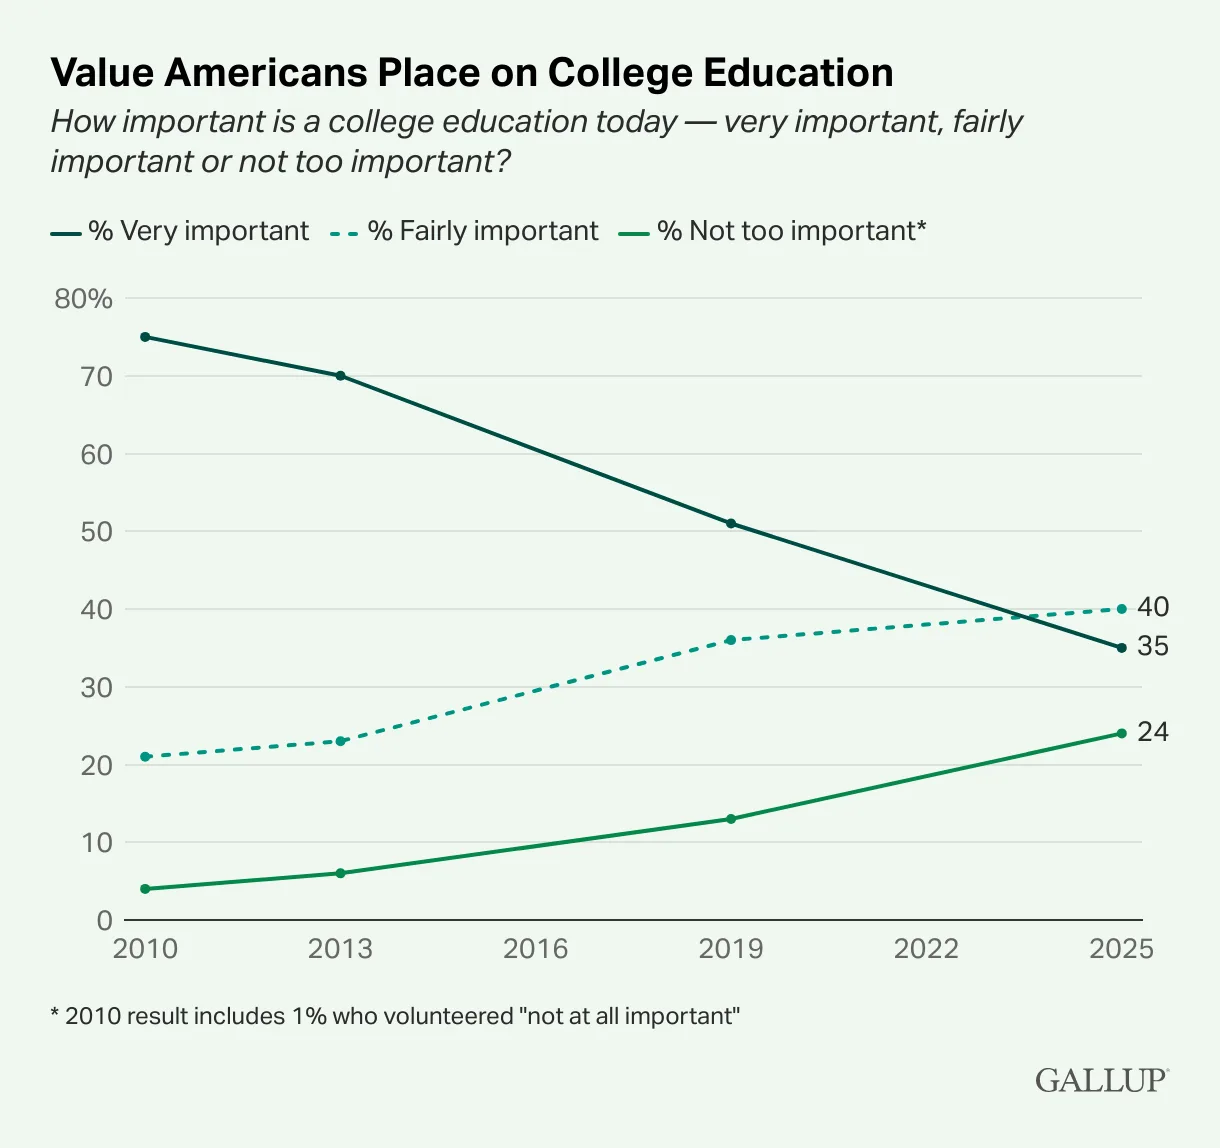 Value Americans Place on College Education
How important is a college education today — very important, fairly
important or not too important?
% Very important % Fairly important % Not too important*
80%
70
60
50
40
30
20
10
0
40
35
24
2010 2013 2016 2019 2022 2025
* 2010 result includes 1% who volunteered "not at all important"
GALLUP®